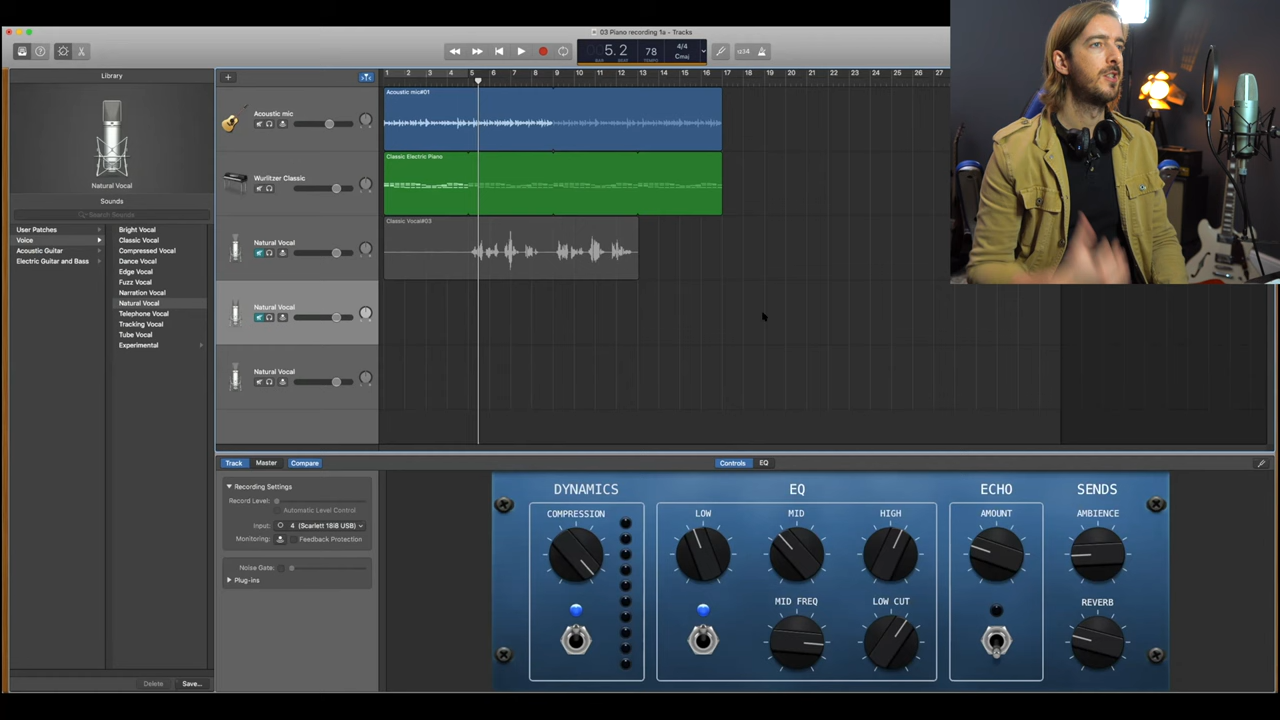 03 Piano recording 1a - Tracks
Library
5.2
BAR BEAT
78
TEMPO
4/4
Cmaj
1234
1 2 3 4 5 6 7 8 9 10 11 12 13 14 15 16 17 18 19 20 21 22 23 24 25 26 27
Natural Vocal
Sounds
Search Sounds
User Patches
Voice
Acoustic Guitar
Electric Guitar and Bass
Bright Vocal
Classic Vocal
Compressed Vocal
Dance Vocal
Edge Vocal
Fuzz Vocal
Narration Vocal
Natural Vocal
Telephone Vocal
Tracking Vocal
Tube Vocal
Experimental
Acoustic mic
Wurlitzer Classic
Natural Vocal
Natural Vocal
Natural Vocal
Acoustic mic#01
Classic Electric Piano
Classic Vocal#03
Track Master Compare
Controls EQ
Recording Settings
Record Level:
Automatic Level Control
Input: 4 (Scarlett 18i8 USB)
Monitoring: Feedback Protection
Noise Gate:
Plug-ins
Delete Save...
DYNAMICS
COMPRESSION
EQ
LOW
MID
HIGH
MID FREQ
LOW CUT
ECHO
AMOUNT
SENDS
AMBIENCE
REVERB